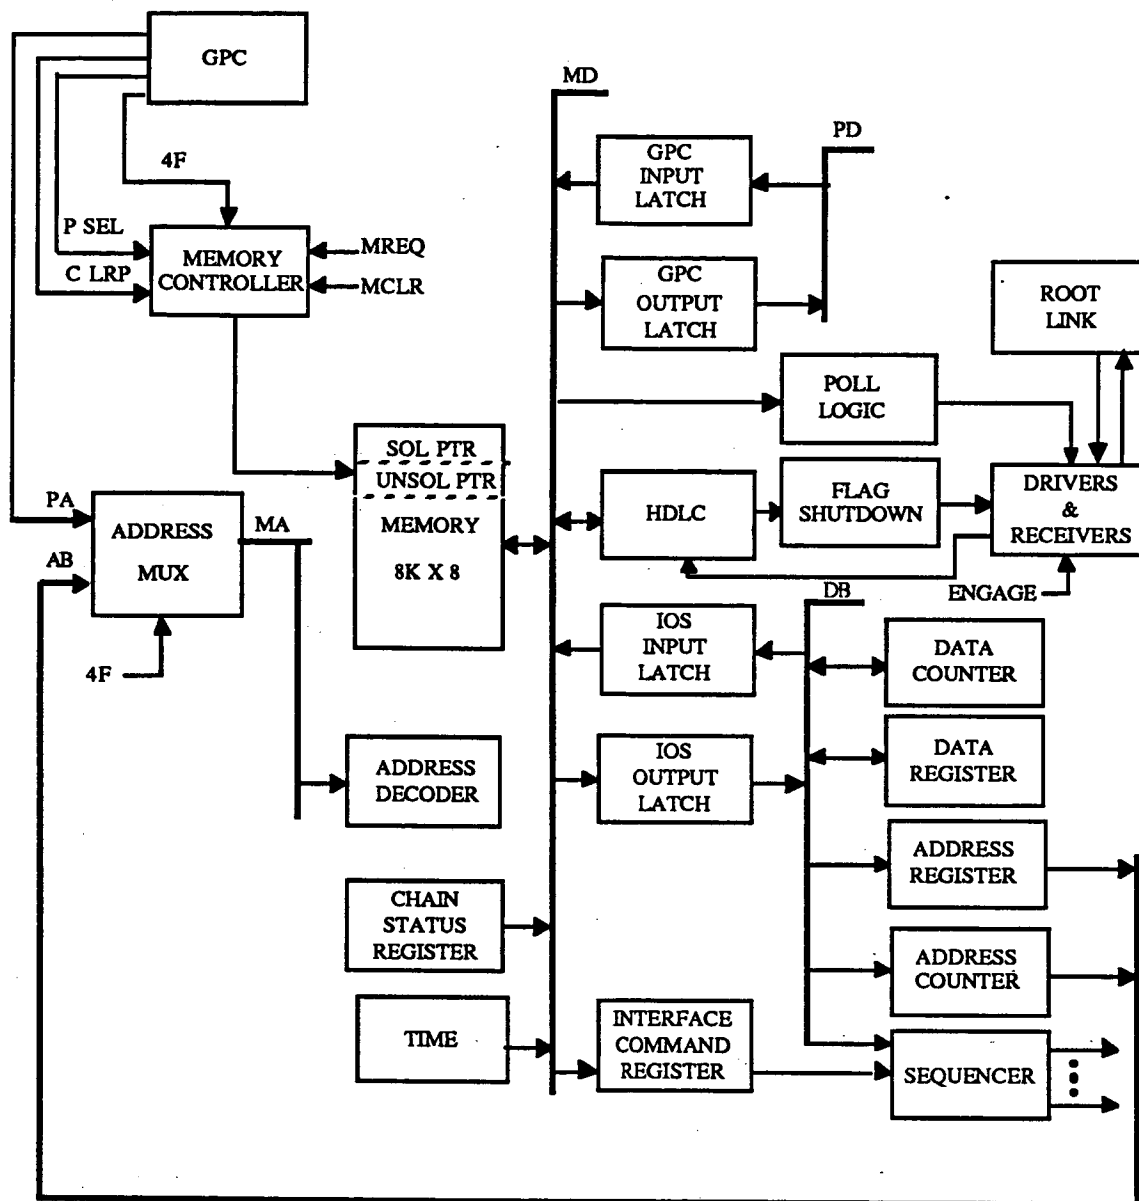 GPC
MD
PD
4F
GPC
INPUT
LATCH
P SEL
C LRP
MEMORY
CONTROLLER
MREQ
MCLR
GPC
OUTPUT
LATCH
ROOT
LINK
POLL
LOGIC
SOL PTR
UNSOL PTR
MEMORY
8K X 8
PA
AB
ADDRESS
MUX
MA
4F
HDLC
FLAG
SHUTDOWN
DRIVERS
&
RECEIVERS
ENGAGE
DB
IOS
INPUT
LATCH
DATA
COUNTER
ADDRESS
DECODER
IOS
OUTPUT
LATCH
DATA
REGISTER
ADDRESS
REGISTER
CHAIN
STATUS
REGISTER
ADDRESS
COUNTER
TIME
INTERFACE
COMMAND
REGISTER
SEQUENCER